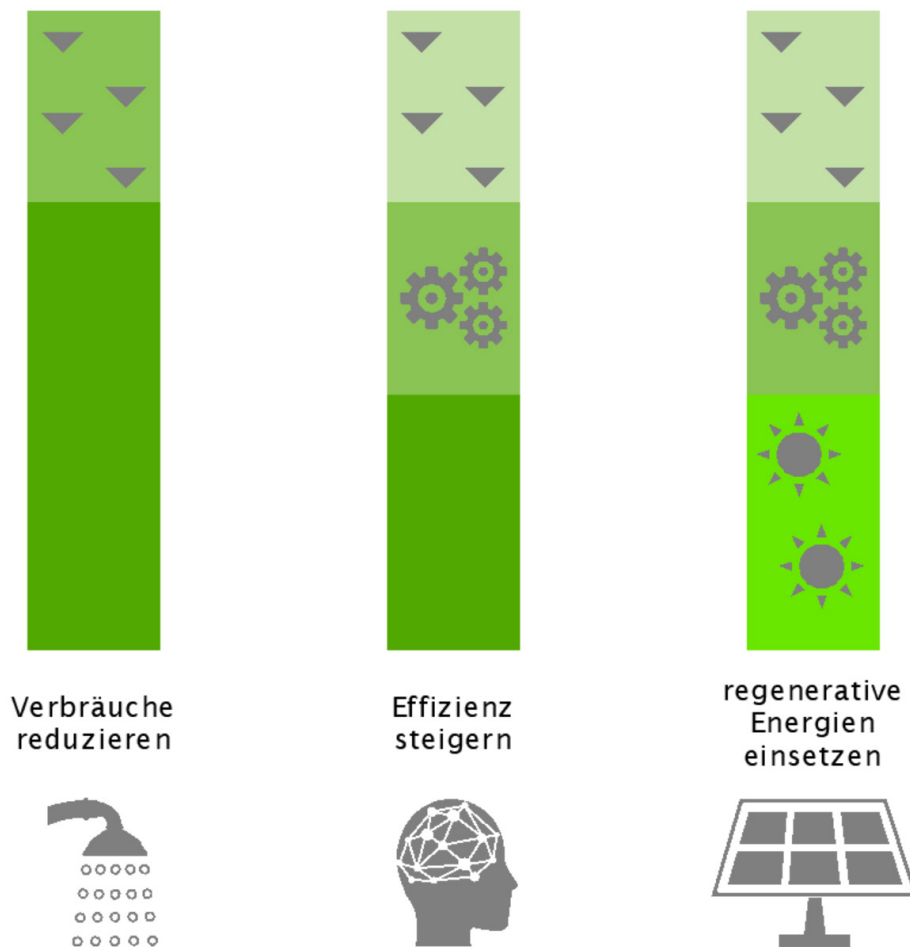 Verbräuche
reduzieren
Effizienz
steigern
regenerative
Energien
einsetzen